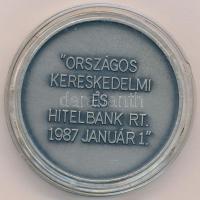 "ORSZÁGOS
KERESKEDELMI
ÉS
HITELBANK RT.
1987 JANUÁR 1."